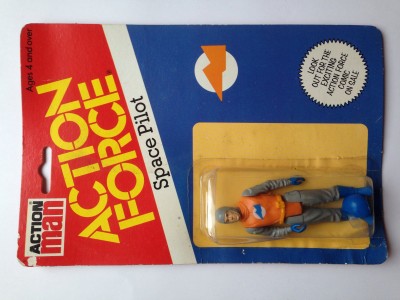 Ages 4 and over
ACTION
man
ACTION
FORCE
Space Pilot
LOOK
OUT FOR THE
EXCITING
ACTION FORCE
COMIC
ON SALE